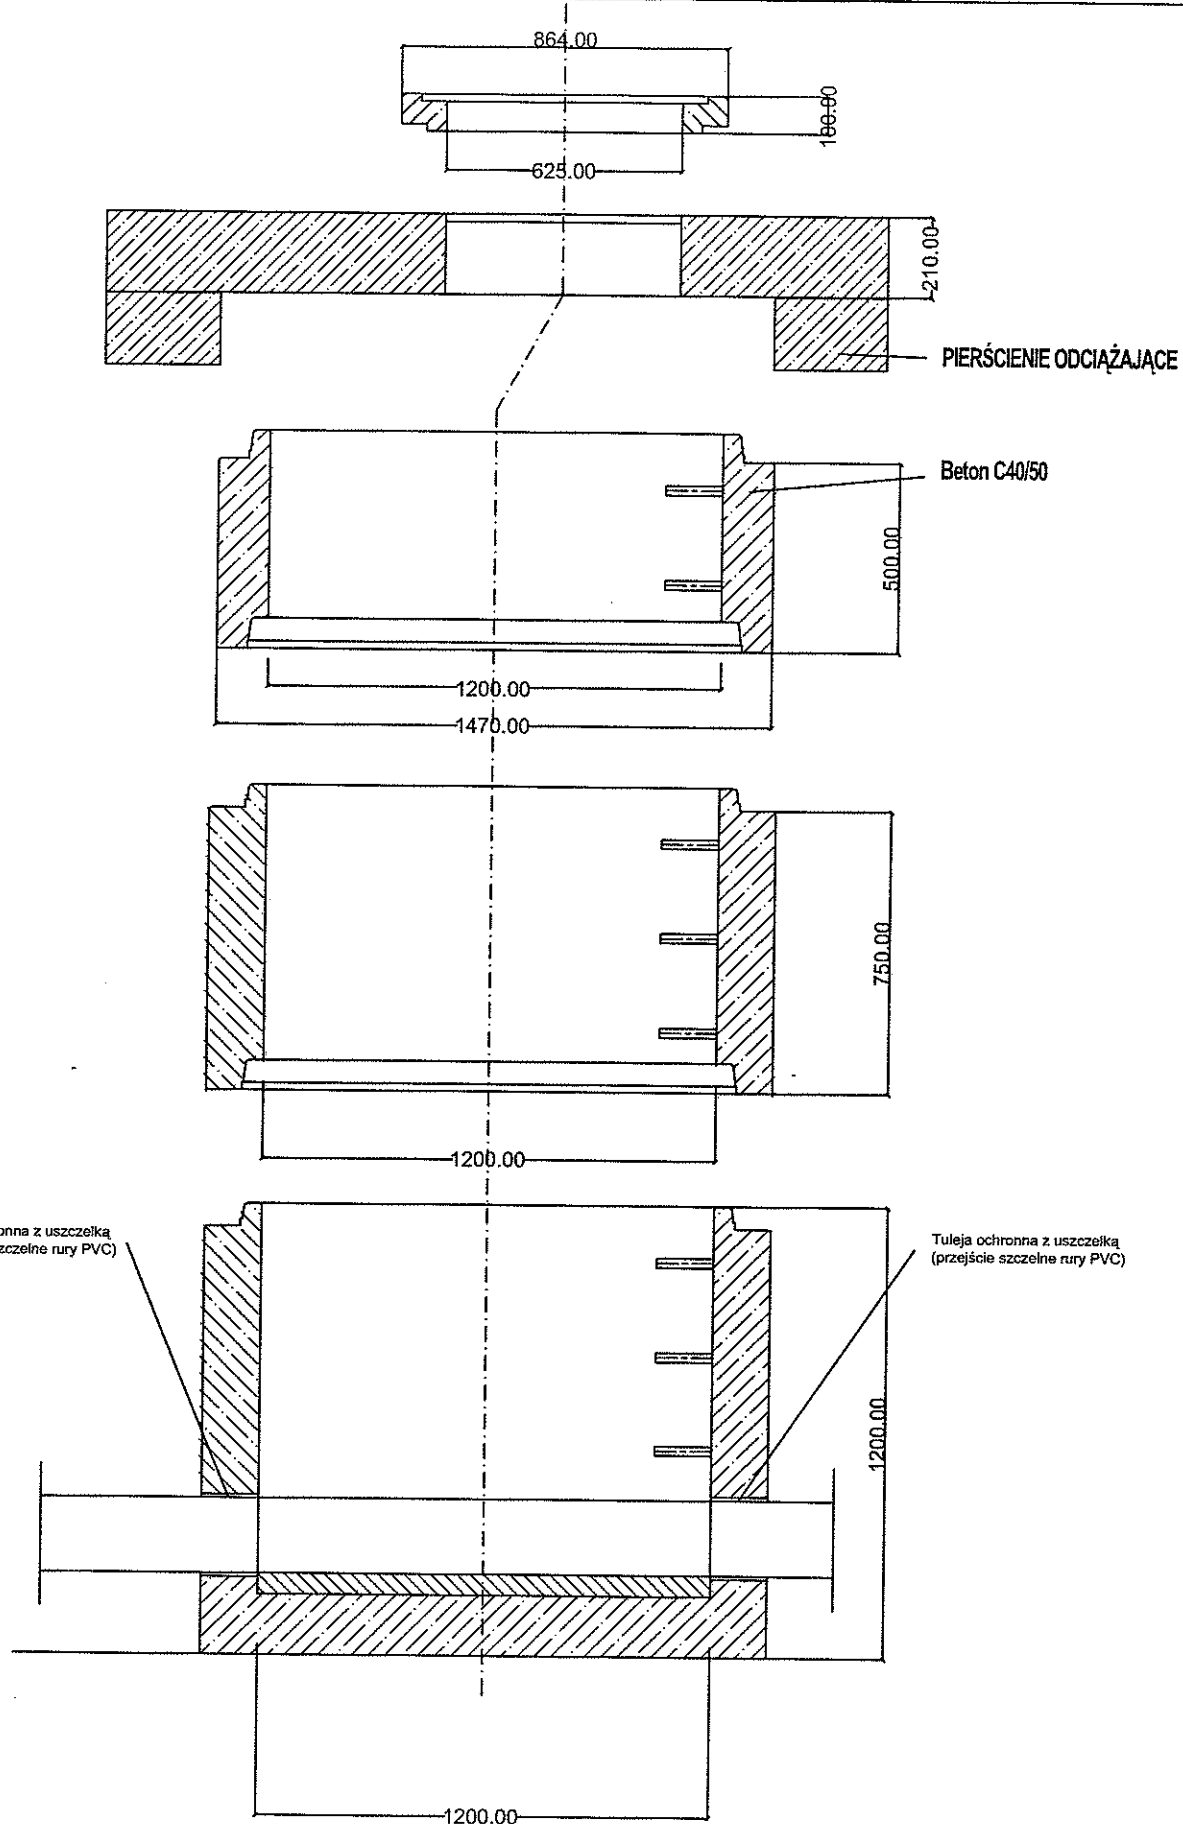 864.00
100.00
625.00
210.00
PIERŚCIENIE ODCIĄŻAJĄCE
Beton C40/50
500.00
1200.00
1470.00
750.00
1200.00
onna z uszczelką
zczelne rury PVC)
Tuleja ochronna z uszczelką
(przejście szczelne rury PVC)
1200.00
1200.00